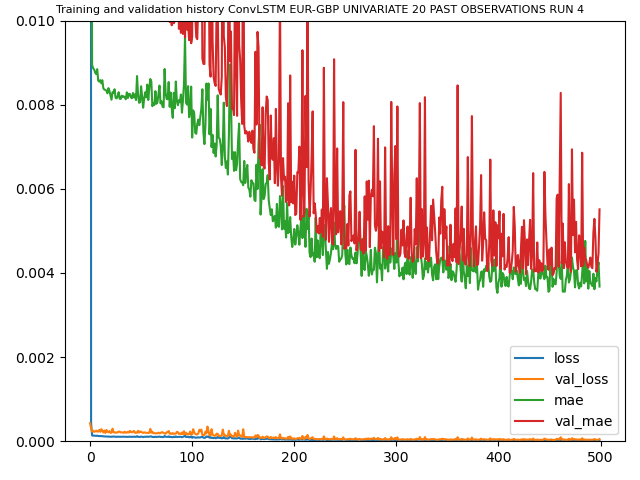 Training and validation history ConvLSTM EUR-GBP UNIVARIATE 20 PAST OBSERVATIONS RUN 4
0.010
0.008
0.006
0.004
0.002
0.000
loss
val_loss
mae
val_mae
0 100 200 300 400 500